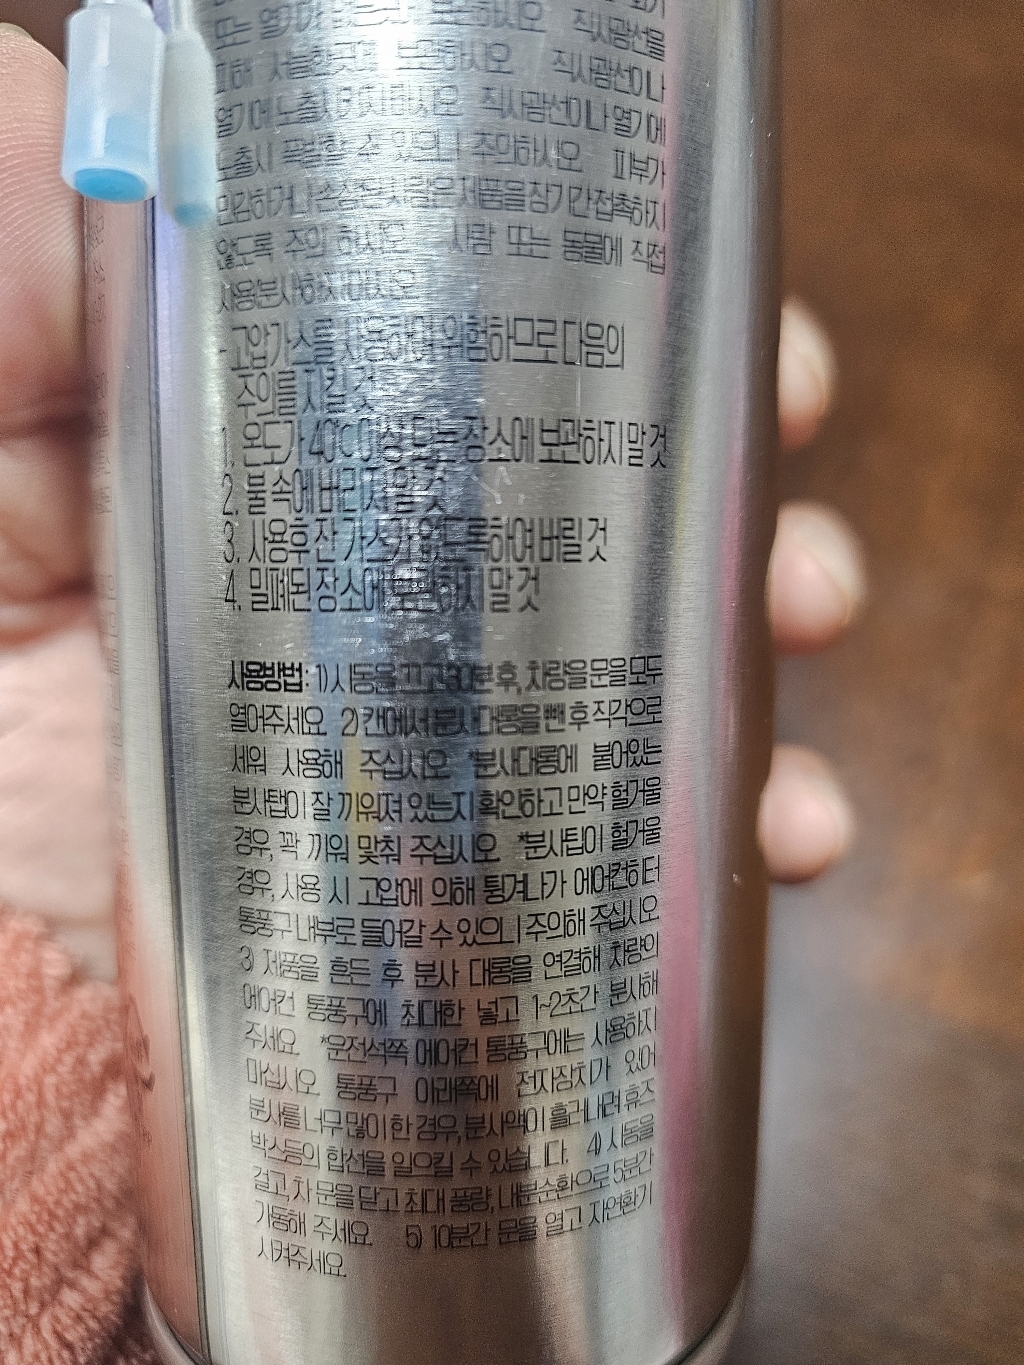 또는 열기가 있는 보관하시오 직사광선을
피해 서늘한곳에 보관하시오 직사광선이나
열기에 노출시키지마시오 직사광선이나 열기에
노출시 폭발할 수 있으니 주의하시오 피부가
민감하거나 손상된 사람은 제품을 장기간 접촉하지
않도록 주의 하시오 사람 또는 동물에 직접
사용(분사)하지마시오
-고압가스를 사용하여 위험하므로 다음의
주의를 지킬 것
1. 온도가 40℃ 이상 되는 장소에 보관하지 말 것
2. 불 속에 버리지 말 것
3. 사용 후 잔 가스가 없도록 하여 버릴 것
4. 밀폐된 장소에 보관하지 말 것
사용방법: 1) 시동을 끄고 30분 후, 차량을 문을 모두
열어주세요 2) 캔에서 분사대롱을 뺀 후 직각으로
세워 사용해 주십시오 *분사대롱에 붙어있는
분사탭이 잘 끼워져 있는지 확인하고 만약 헐거울
경우, 꽉 끼워 맞춰 주십시오 *분사팁이 헐거울
경우, 사용 시 고압에 의해 튕겨나가 에어컨히터
통풍구 내부로 들어갈 수 있으니 주의해 주십시오
3) 제품을 흔든 후 분사 대롱을 연결해 차량의
에어컨 통풍구에 최대한 넣고 1~2초간 분사해
주세요. *운전석쪽 에어컨 통풍구에는 사용하지
마십시오 통풍구 아래쪽에 전자장치가 있어
분사를 너무 많이 한 경우, 분사액이 흘러내려 휴즈
박스등의 합선을 일으킬 수 있습니다. 4) 시동을
걸고, 차 문을 닫고 최대 풍량, 내부순환으로 5분간
가동해 주세요. 5) 10분간 문을 열고 자연환기
시켜주세요.